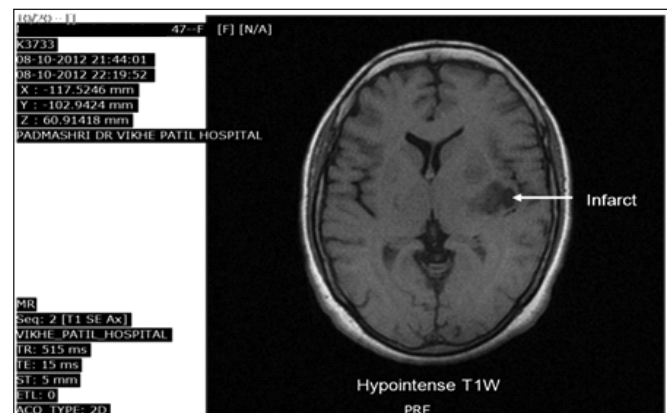 47--F [F] [N/A]
X3733
08-10-2012 21:44:01
08-10-2012 22:19:52
X : -117.5246 mm
Y : -102.9424 mm
Z : 60.91418 mm
PADMASHRI DR VIKHE PATIL HOSPITAL
Infarct
MR
Seq: 2 [T1 SE Ax]
VIKHE_PATIL_HOSPITAL
TR: 515 ms
TE: 15 ms
ST: 5 mm
ETL: 0
ACQ TYPE: 2D
Hypointense T1W
PRE